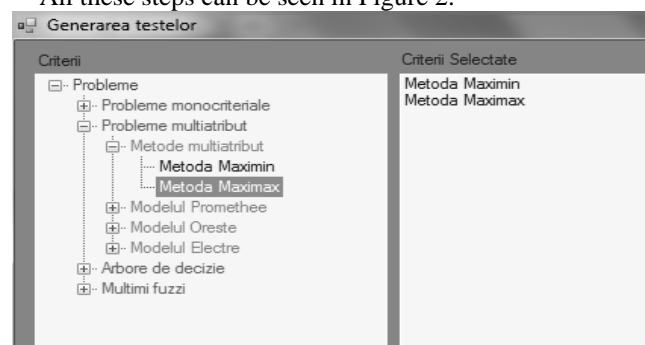 All these steps can be seen in Figure 2.
Generarea testelor
Criterii
Probleme
Probleme monocriteriale
Probleme multiatribut
Metode multiatribut
Metoda Maximin
Metoda Maximax
Modelul Promethee
Modelul Oreste
Modelul Electre
Arbore de decizie
Multimi fuzzi
Criterii Selectate
Metoda Maximin
Metoda Maximax